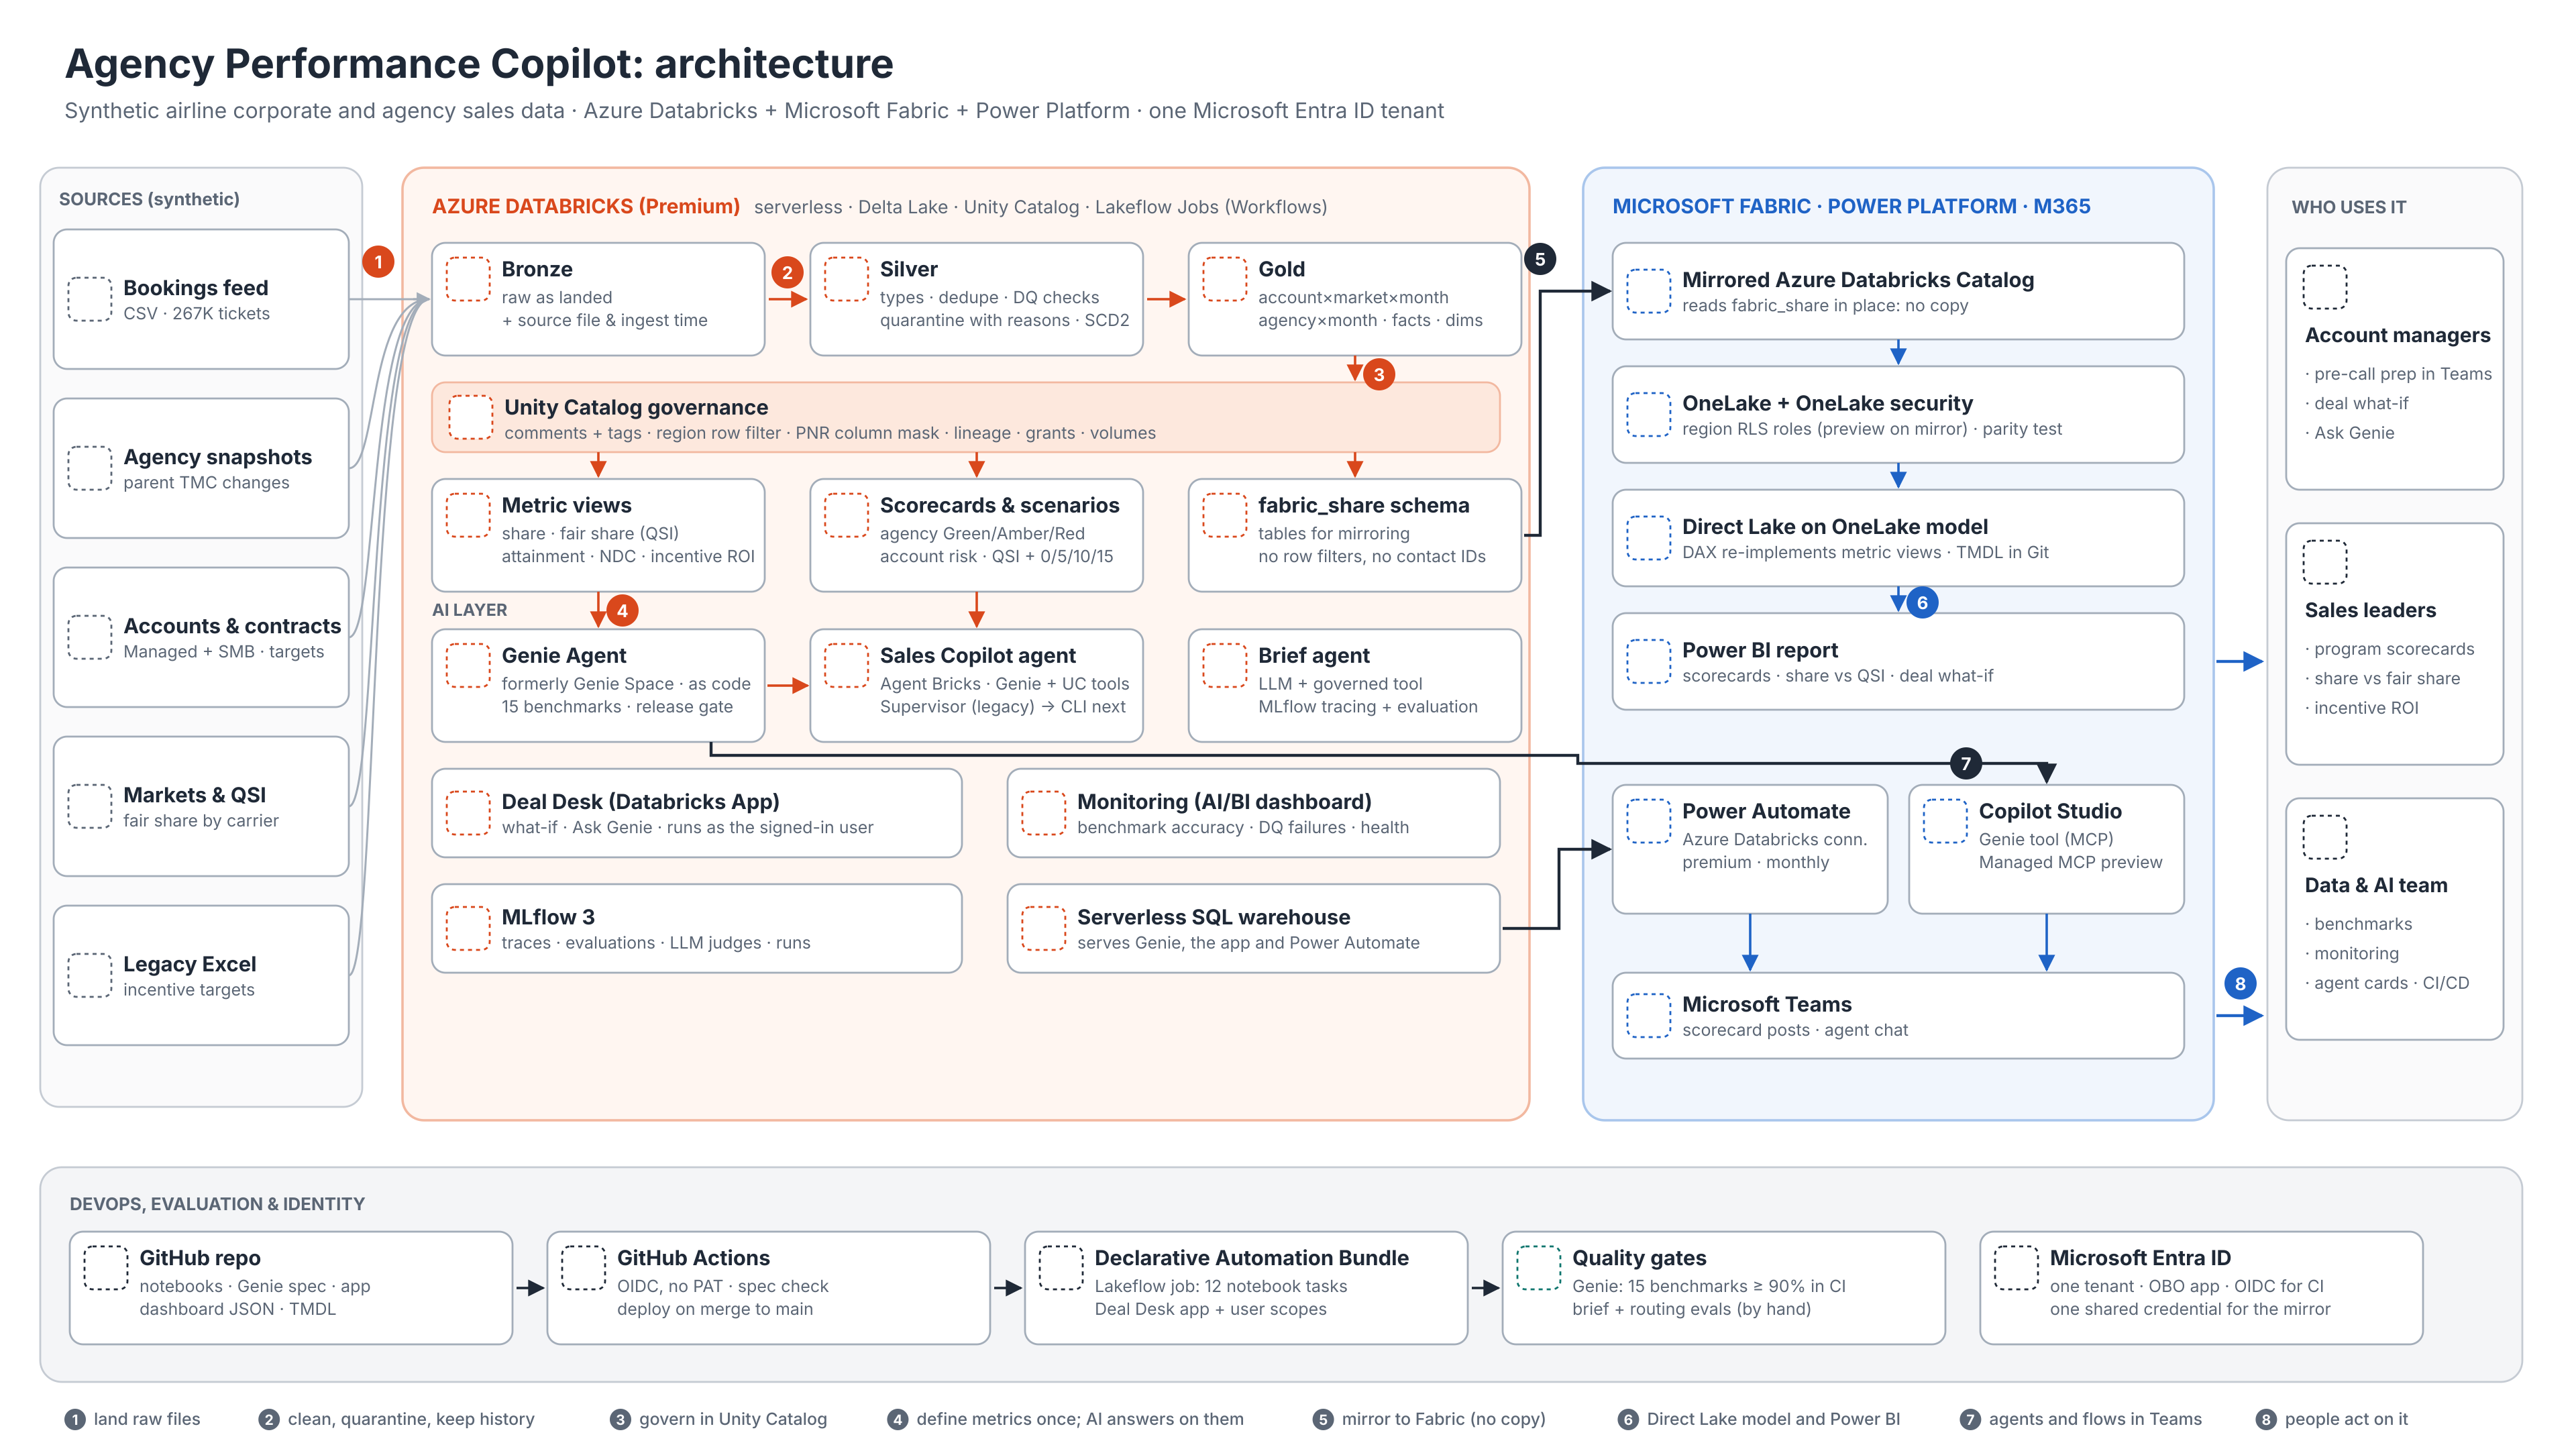 Agency Performance Copilot: architecture
Synthetic airline corporate and agency sales data · Azure Databricks + Microsoft Fabric + Power Platform · one Microsoft Entra ID tenant
SOURCES (synthetic)
Bookings feed
CSV · 267K tickets
Agency snapshots
parent TMC changes
Accounts & contracts
Managed + SMB · targets
Markets & QSI
fair share by carrier
Legacy Excel
incentive targets
1
AZURE DATABRICKS (Premium) serverless · Delta Lake · Unity Catalog · Lakeflow Jobs (Workflows)
Bronze
raw as landed
+ source file & ingest time
2
Silver
types · dedupe · DQ checks
quarantine with reasons · SCD2
Gold
account×market×month
agency×month · facts · dims
3
Unity Catalog governance
comments + tags · region row filter · PNR column mask · lineage · grants · volumes
Metric views
share · fair share (QSI)
attainment · NDC · incentive ROI
Scorecards & scenarios
agency Green/Amber/Red
account risk · QSI + 0/5/10/15
fabric_share schema
tables for mirroring
no row filters, no contact IDs
AI LAYER
4
Genie Agent
formerly Genie Space · as code
15 benchmarks · release gate
Sales Copilot agent
Agent Bricks · Genie + UC tools
Supervisor (legacy) → CLI next
Brief agent
LLM + governed tool
MLflow tracing + evaluation
Deal Desk (Databricks App)
what-if · Ask Genie · runs as the signed-in user
Monitoring (AI/BI dashboard)
benchmark accuracy · DQ failures · health
MLflow 3
traces · evaluations · LLM judges · runs
Serverless SQL warehouse
serves Genie, the app and Power Automate
5
MICROSOFT FABRIC · POWER PLATFORM · M365
Mirrored Azure Databricks Catalog
reads fabric_share in place: no copy
OneLake + OneLake security
region RLS roles (preview on mirror) · parity test
Direct Lake on OneLake model
DAX re-implements metric views · TMDL in Git
6
Power BI report
scorecards · share vs QSI · deal what-if
7
Power Automate
Azure Databricks conn.
premium · monthly
Copilot Studio
Genie tool (MCP)
Managed MCP preview
Microsoft Teams
scorecard posts · agent chat
8
WHO USES IT
Account managers
· pre-call prep in Teams
· deal what-if
· Ask Genie
Sales leaders
· program scorecards
· share vs fair share
· incentive ROI
Data & AI team
· benchmarks
· monitoring
· agent cards · CI/CD
DEVOPS, EVALUATION & IDENTITY
GitHub repo
notebooks · Genie spec · app
dashboard JSON · TMDL
GitHub Actions
OIDC, no PAT · spec check
deploy on merge to main
Declarative Automation Bundle
Lakeflow job: 12 notebook tasks
Deal Desk app + user scopes
Quality gates
Genie: 15 benchmarks ≥ 90% in CI
brief + routing evals (by hand)
Microsoft Entra ID
one tenant · OBO app · OIDC for CI
one shared credential for the mirror
1 land raw files
2 clean, quarantine, keep history
3 govern in Unity Catalog
4 define metrics once; AI answers on them
5 mirror to Fabric (no copy)
6 Direct Lake model and Power BI
7 agents and flows in Teams
8 people act on it